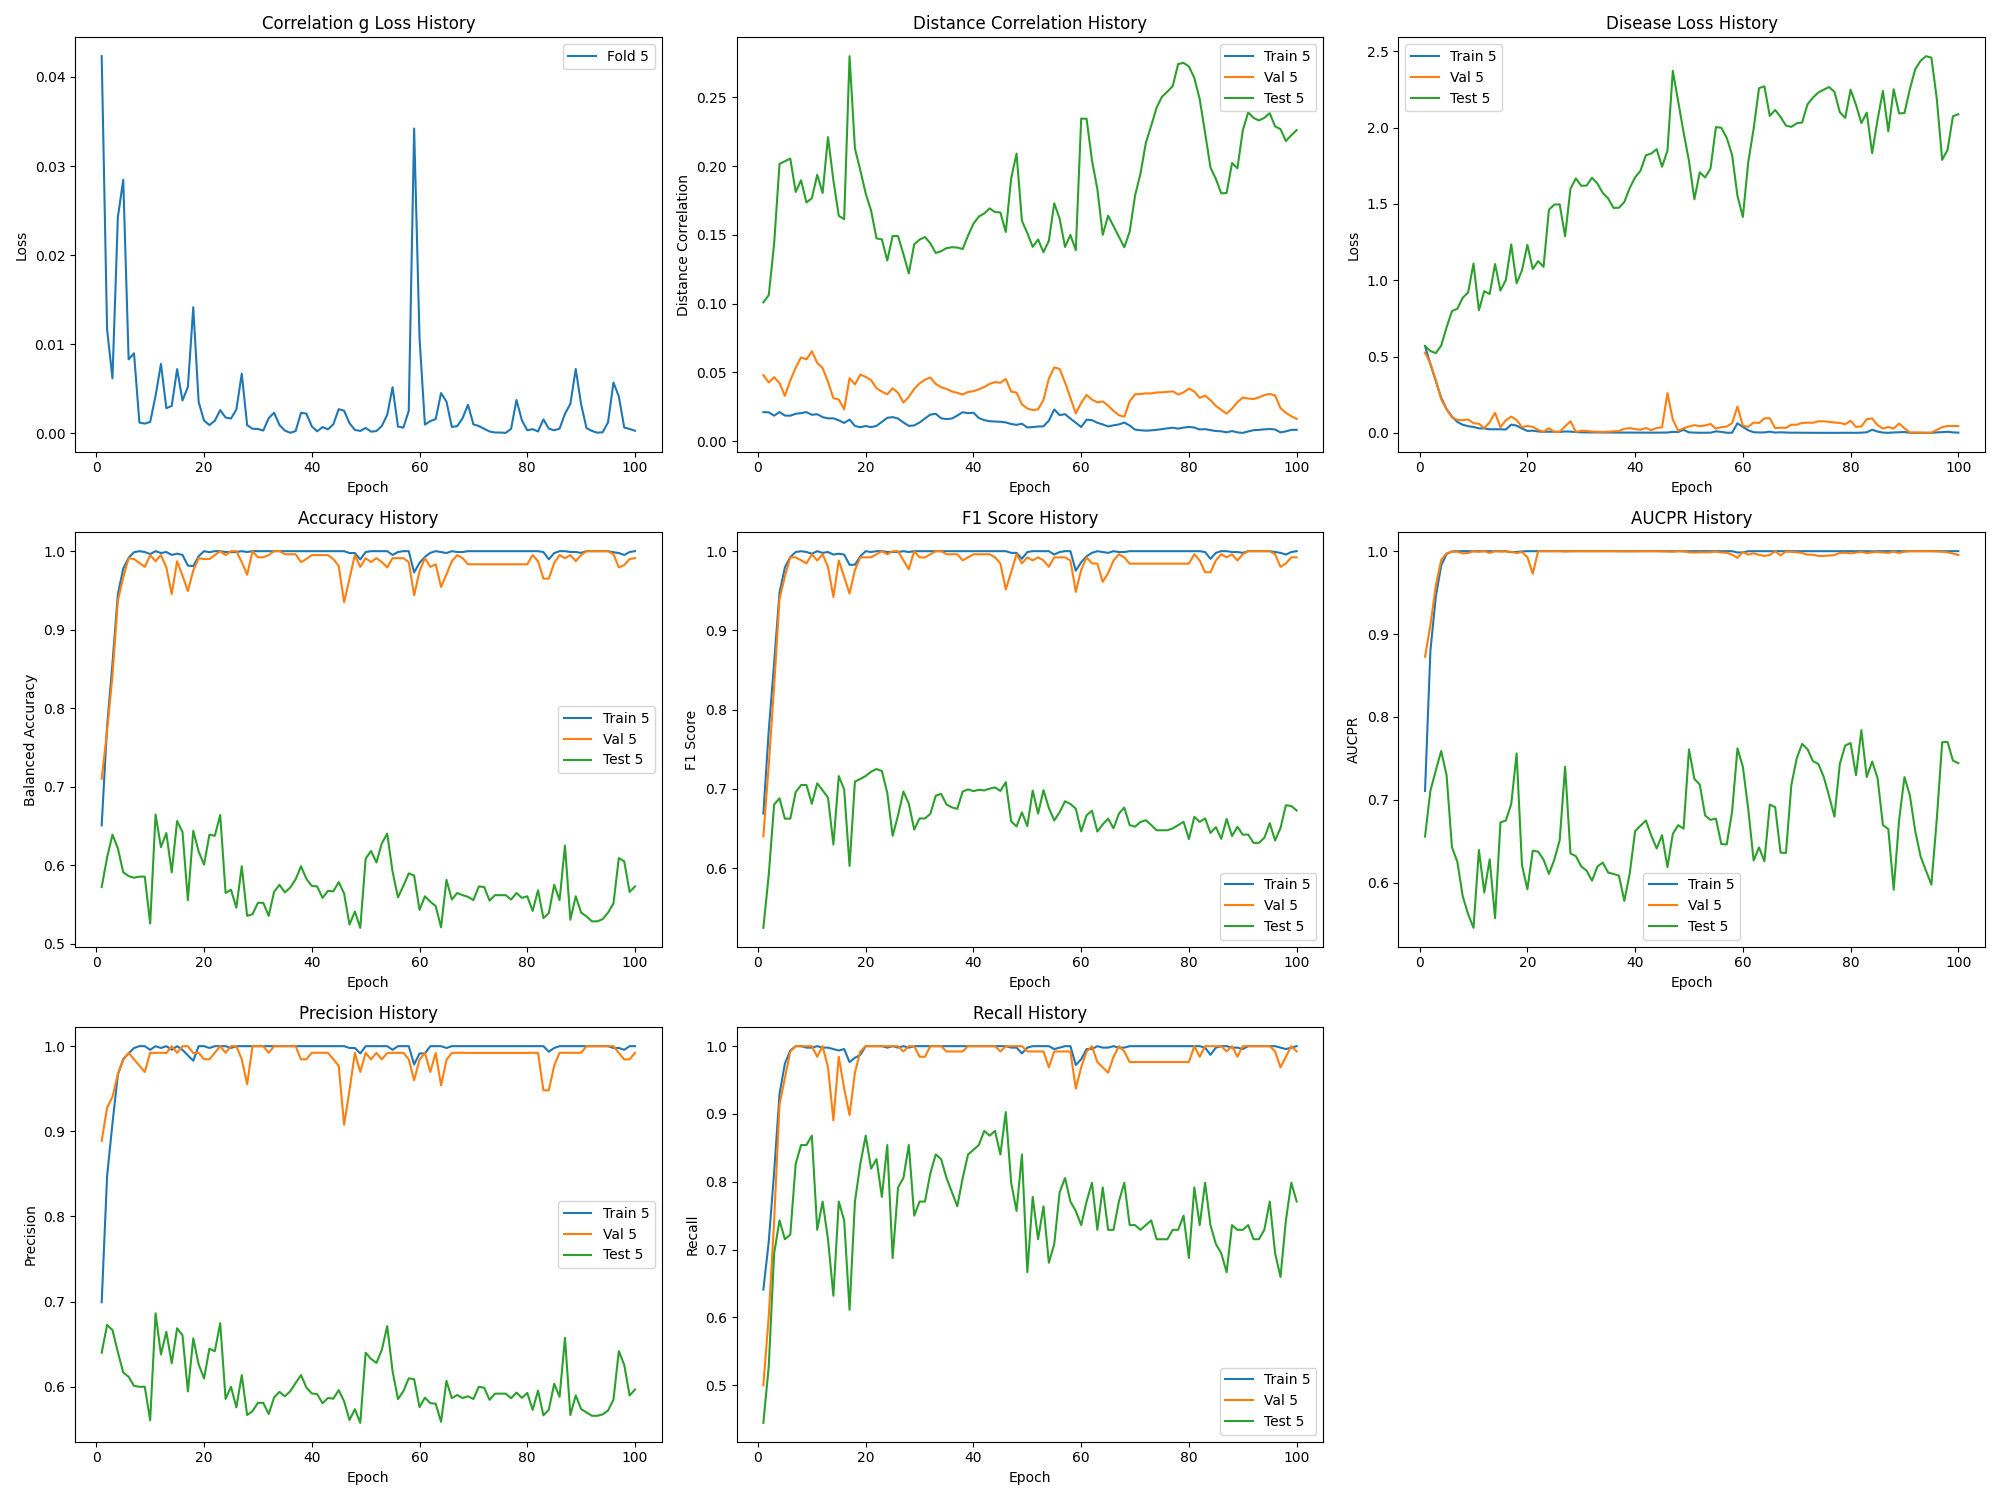 Correlation g Loss History
Loss
0.04
0.03
0.02
0.01
0.00
0 20 40 60 80 100
Epoch
Fold 5
Distance Correlation History
Distance Correlation
0.25
0.20
0.15
0.10
0.05
0.00
0 20 40 60 80 100
Epoch
Train 5
Val 5
Test 5
Disease Loss History
Loss
2.5
2.0
1.5
1.0
0.5
0.0
0 20 40 60 80 100
Epoch
Train 5
Val 5
Test 5
Accuracy History
Balanced Accuracy
1.0
0.9
0.8
0.7
0.6
0.5
0 20 40 60 80 100
Epoch
Train 5
Val 5
Test 5
F1 Score History
F1 Score
1.0
0.9
0.8
0.7
0.6
0 20 40 60 80 100
Epoch
Train 5
Val 5
Test 5
AUCPR History
AUCPR
1.0
0.9
0.8
0.7
0.6
0 20 40 60 80 100
Epoch
Train 5
Val 5
Test 5
Precision History
Precision
1.0
0.9
0.8
0.7
0.6
0 20 40 60 80 100
Epoch
Train 5
Val 5
Test 5
Recall History
Recall
1.0
0.9
0.8
0.7
0.6
0.5
0 20 40 60 80 100
Epoch
Train 5
Val 5
Test 5